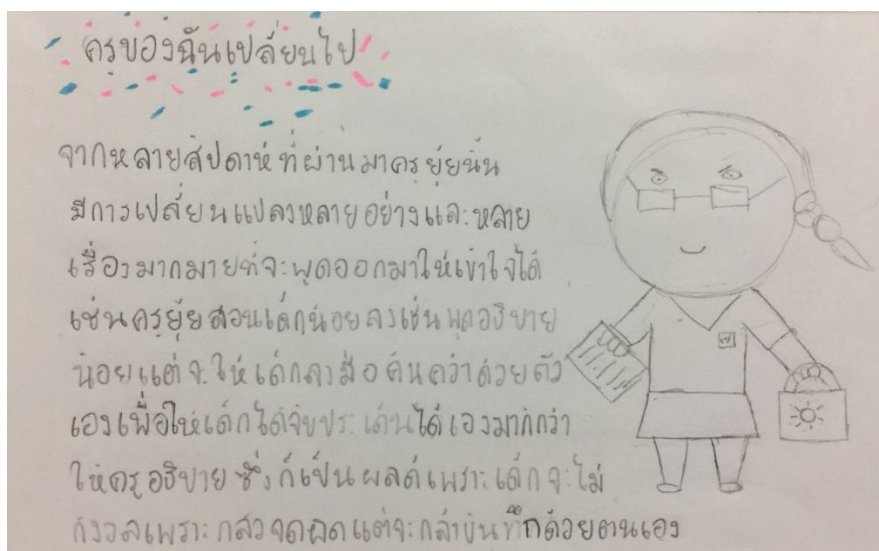 ครูของฉันเปลี่ยนไป
จากหลายสัปดาห์ที่ผ่านมาครูยุ้ยนั้น
มีการเปลี่ยนแปลงหลายอย่างและหลาย
เรื่องมากมายที่จะพูดออกมาให้เข้าใจได้
เช่นครูยุ้ยสอนเด็กน้อยลงเช่นพูดอธิบาย
น้อยแต่จะให้เด็กลงมือค้นคว้าด้วยตัว
เองเพื่อให้เด็กได้จับประเด็นได้เองมากกว่า
ให้ครูอธิบายซึ่งก็เป็นผลดีเพราะเด็กจะไม่
กังวลเพราะกลัวจดผิดแต่จะกล้าบันทึกด้วยตนเอง